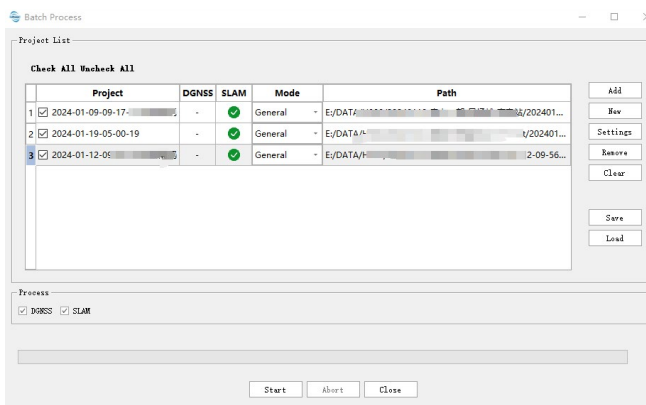 Batch Process
Project List
Check All Uncheck All
Project DGNSS SLAM Mode Path
1 2024-01-09-09-17- - General E:/DATA/ /202401...
2 2024-01-19-05-00-19 - General E:/DATA/ /202401...
3 2024-01-12-09 - General E:/DATA/H 2-09-56...
Add
New
Settings
Remove
Clear
Save
Load
Process
DGNSS SLAM
Start Abort Close